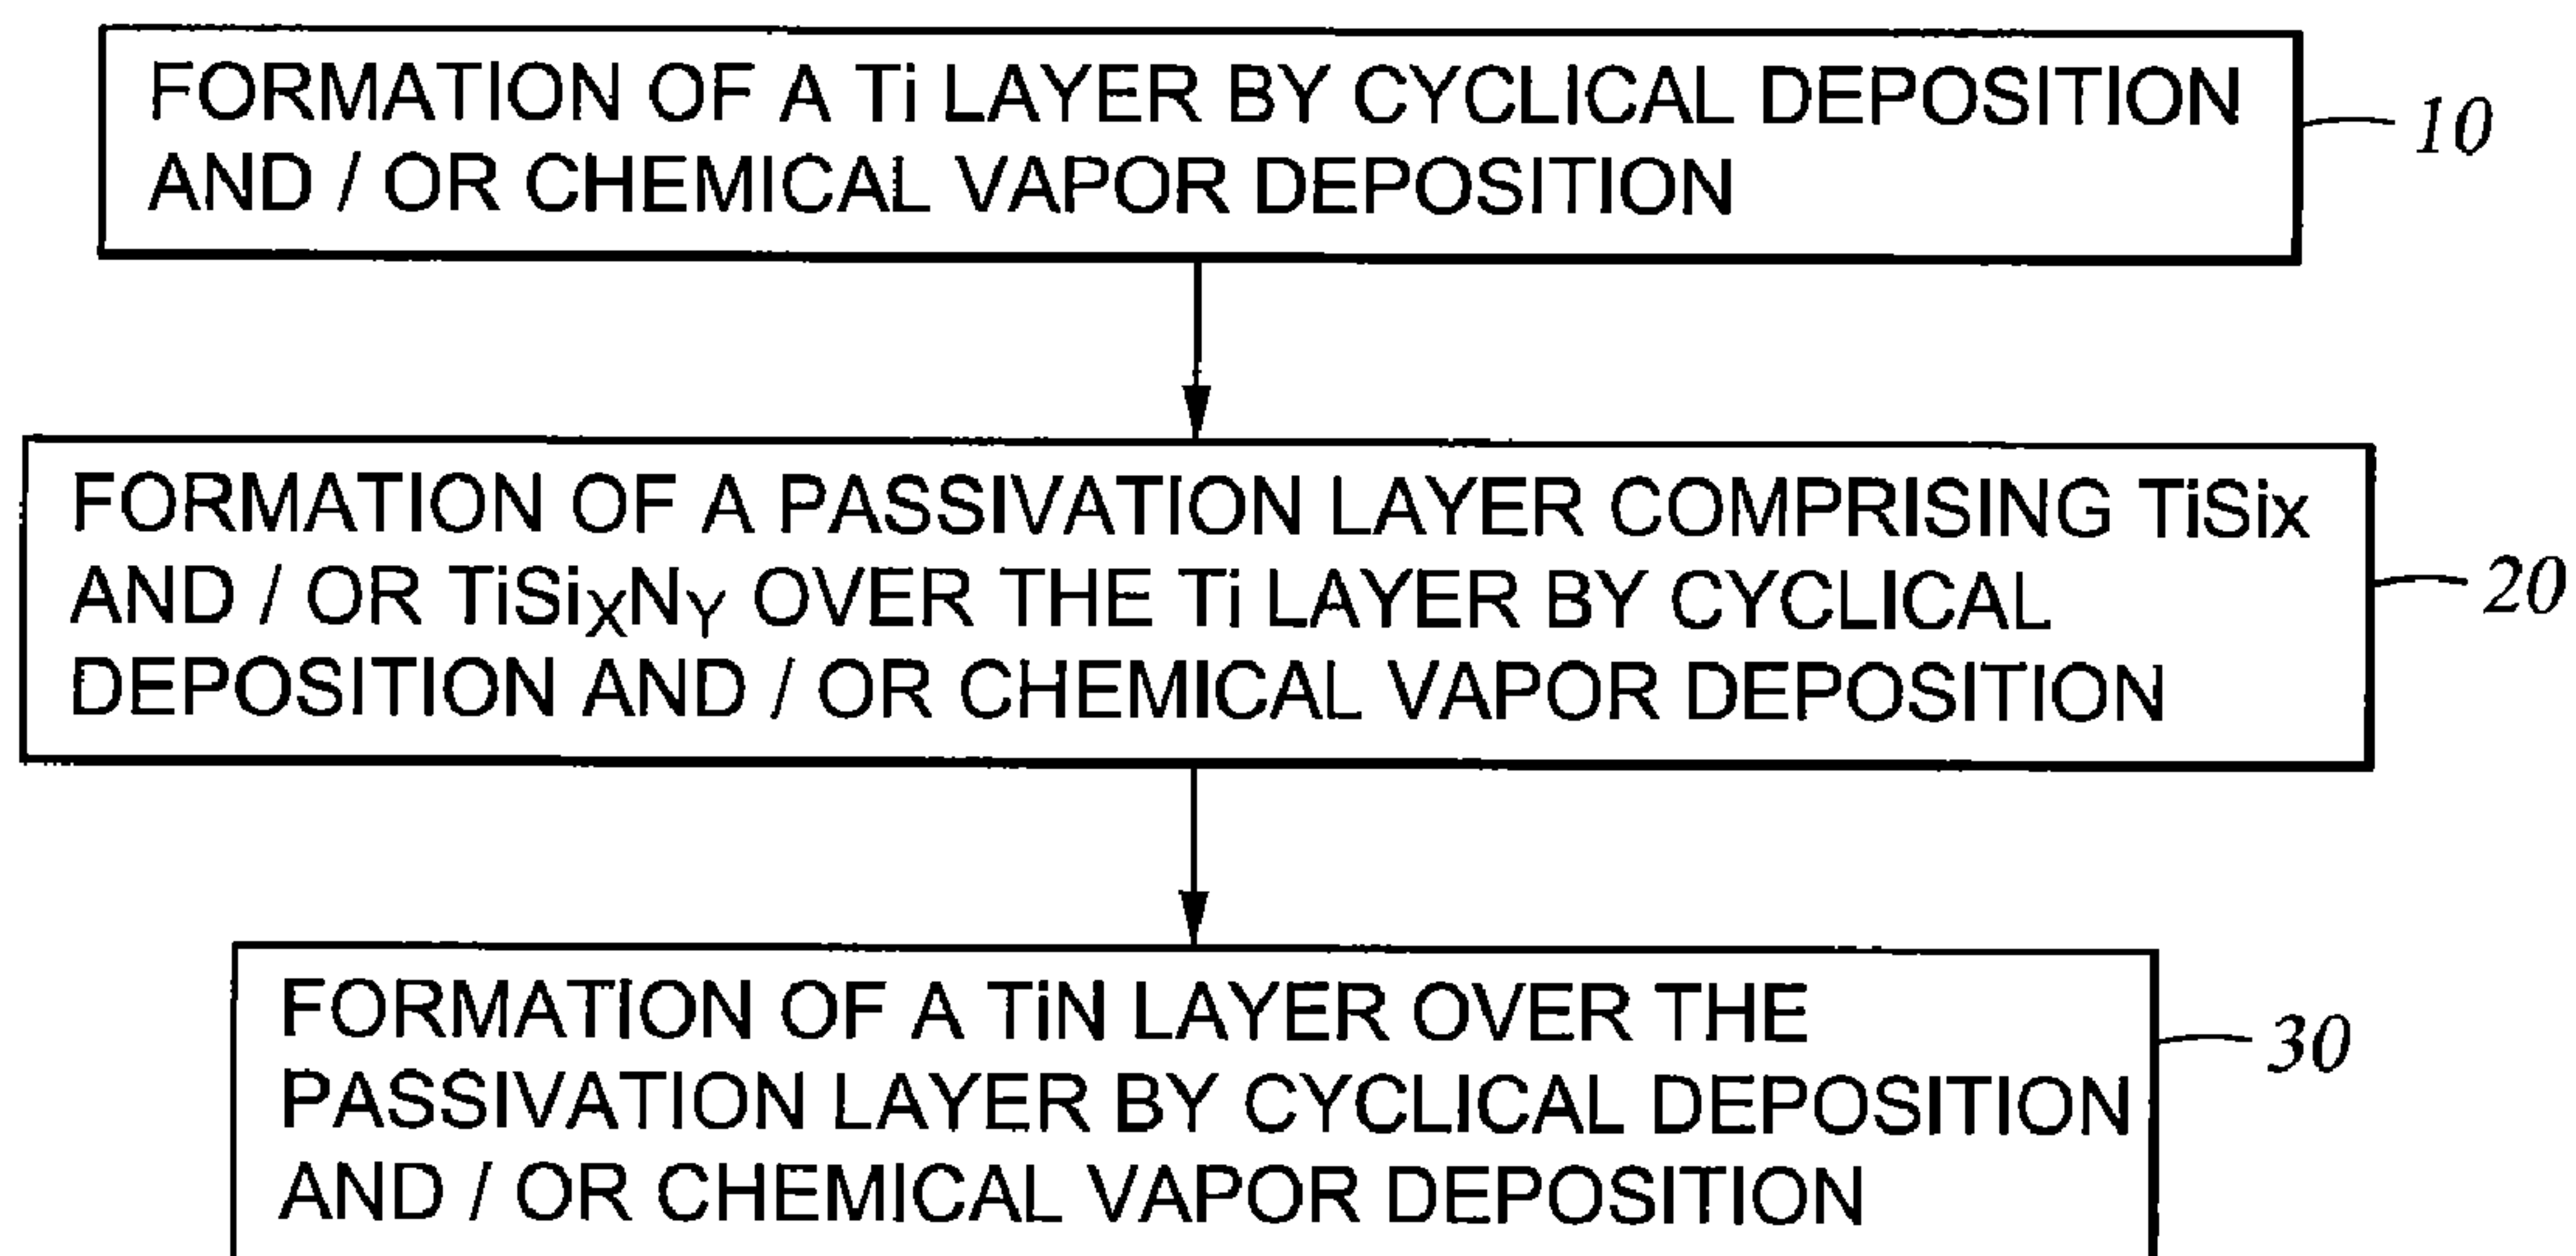 FORMATION OF A Ti LAYER BY CYCLICAL DEPOSITION
AND / OR CHEMICAL VAPOR DEPOSITION
10
FORMATION OF A PASSIVATION LAYER COMPRISING TiSix
AND / OR TiSiXNY OVER THE Ti LAYER BY CYCLICAL
DEPOSITION AND / OR CHEMICAL VAPOR DEPOSITION
20
FORMATION OF A TiN LAYER OVER THE
PASSIVATION LAYER BY CYCLICAL DEPOSITION
AND / OR CHEMICAL VAPOR DEPOSITION
30